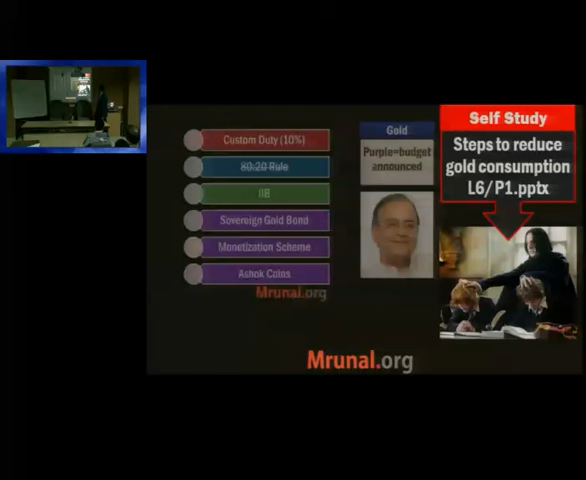 Custom Duty (10%)
80:20 Rule
IIB
Sovereign Gold Bond
Monetization Scheme
Ashok Coins
Mrunal.org
Gold
Purple=budget
announced
Self Study
Steps to reduce
gold consumption
L6/P1.pptx
Mrunal.org